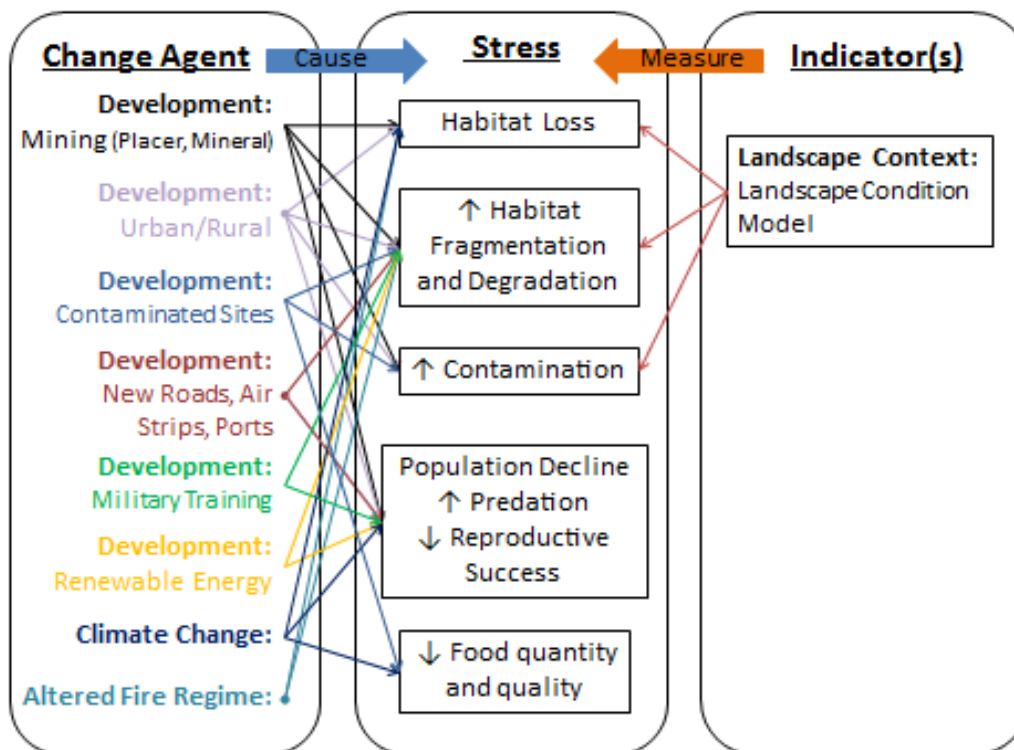 Change Agent
Cause
Stress
Measure
Indicator(s)
Development:
Mining (Placer, Mineral)
Development:
Urban/Rural
Development:
Contaminated Sites
Development:
New Roads, Air
Strips, Ports
Development:
Military Training
Development:
Renewable Energy
Climate Change:
Altered Fire Regime:
Habitat Loss
↑ Habitat
Fragmentation
and Degradation
↑ Contamination
Population Decline
↑ Predation
↓ Reproductive
Success
↓ Food quantity
and quality
Landscape Context:
Landscape Condition
Model